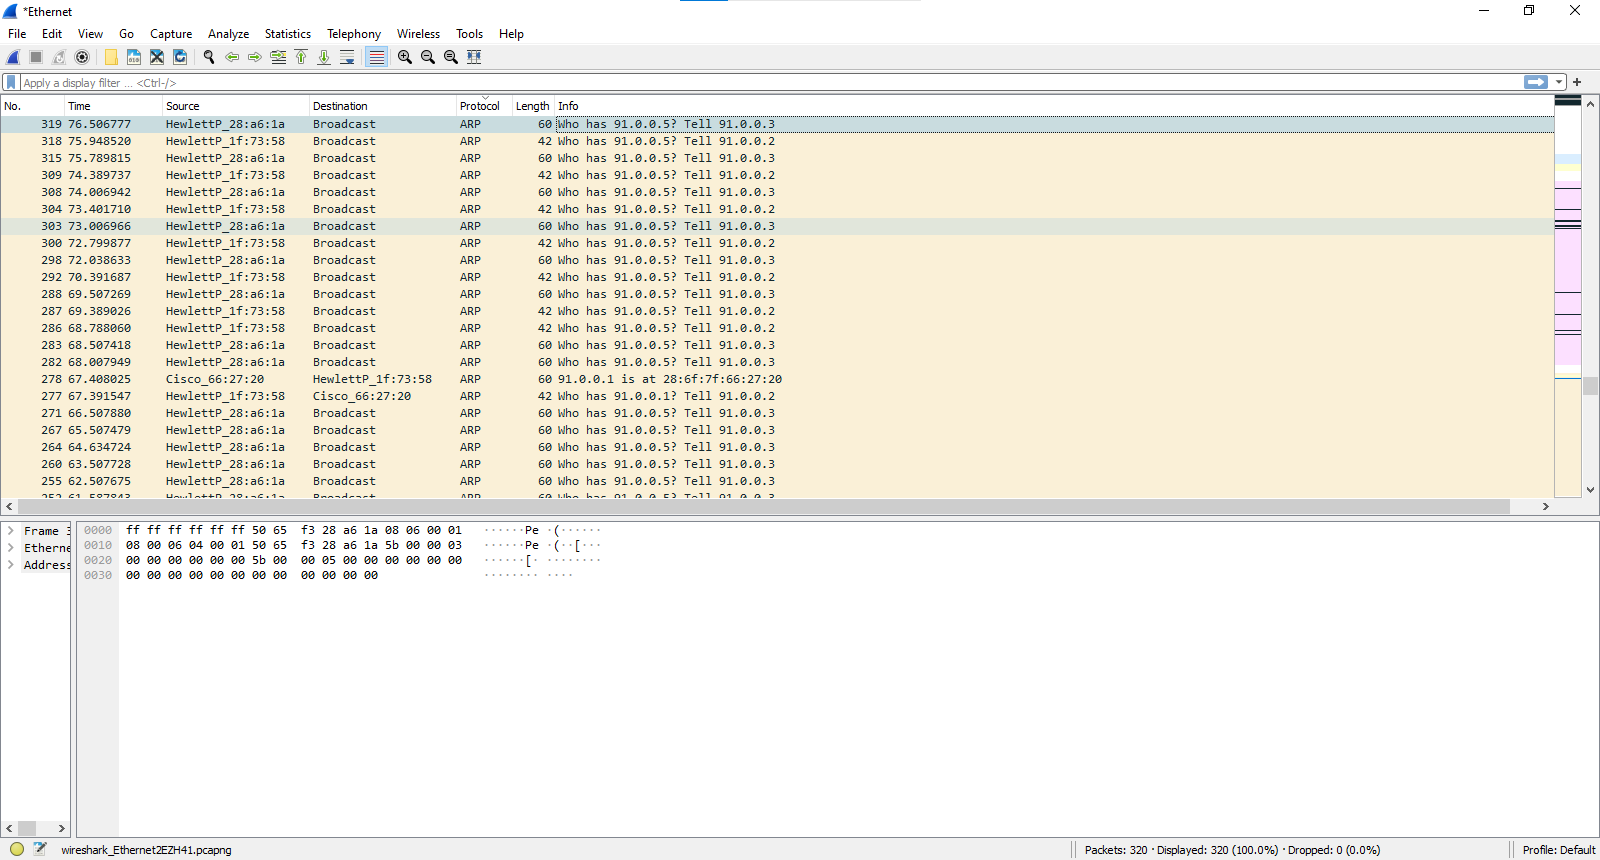 *Ethernet
File Edit View Go Capture Analyze Statistics Telephony Wireless Tools Help
Apply a display filter ... <Ctrl-/>
No. Time Source Destination Protocol Length Info
319 76.506777 HewlettP_28:a6:1a Broadcast ARP 60 Who has 91.0.0.5? Tell 91.0.0.3
318 75.948520 HewlettP_1f:73:58 Broadcast ARP 42 Who has 91.0.0.5? Tell 91.0.0.2
315 75.789815 HewlettP_28:a6:1a Broadcast ARP 60 Who has 91.0.0.5? Tell 91.0.0.3
309 74.389737 HewlettP_1f:73:58 Broadcast ARP 42 Who has 91.0.0.5? Tell 91.0.0.2
308 74.006942 HewlettP_28:a6:1a Broadcast ARP 60 Who has 91.0.0.5? Tell 91.0.0.3
304 73.401710 HewlettP_1f:73:58 Broadcast ARP 42 Who has 91.0.0.5? Tell 91.0.0.2
303 73.006966 HewlettP_28:a6:1a Broadcast ARP 60 Who has 91.0.0.5? Tell 91.0.0.3
300 72.799877 HewlettP_1f:73:58 Broadcast ARP 42 Who has 91.0.0.5? Tell 91.0.0.2
298 72.038633 HewlettP_28:a6:1a Broadcast ARP 60 Who has 91.0.0.5? Tell 91.0.0.3
292 70.391687 HewlettP_1f:73:58 Broadcast ARP 42 Who has 91.0.0.5? Tell 91.0.0.2
288 69.507269 HewlettP_28:a6:1a Broadcast ARP 60 Who has 91.0.0.5? Tell 91.0.0.3
287 69.389026 HewlettP_1f:73:58 Broadcast ARP 42 Who has 91.0.0.5? Tell 91.0.0.2
286 68.788060 HewlettP_1f:73:58 Broadcast ARP 42 Who has 91.0.0.5? Tell 91.0.0.2
283 68.507418 HewlettP_28:a6:1a Broadcast ARP 60 Who has 91.0.0.5? Tell 91.0.0.3
282 68.007949 HewlettP_28:a6:1a Broadcast ARP 60 Who has 91.0.0.5? Tell 91.0.0.3
278 67.408025 Cisco_66:27:20 HewlettP_1f:73:58 ARP 60 91.0.0.1 is at 28:6f:7f:66:27:20
277 67.391547 HewlettP_1f:73:58 Cisco_66:27:20 ARP 42 Who has 91.0.0.1? Tell 91.0.0.2
271 66.507880 HewlettP_28:a6:1a Broadcast ARP 60 Who has 91.0.0.5? Tell 91.0.0.3
267 65.507479 HewlettP_28:a6:1a Broadcast ARP 60 Who has 91.0.0.5? Tell 91.0.0.3
264 64.634724 HewlettP_28:a6:1a Broadcast ARP 60 Who has 91.0.0.5? Tell 91.0.0.3
260 63.507728 HewlettP_28:a6:1a Broadcast ARP 60 Who has 91.0.0.5? Tell 91.0.0.3
255 62.507675 HewlettP_28:a6:1a Broadcast ARP 60 Who has 91.0.0.5? Tell 91.0.0.3
252 61.587843 HewlettP_28:a6:1a Broadcast ARP 60 Who has 91.0.0.5? Tell 91.0.0.3
Frame 3
Etherne
Address
0000 ff ff ff ff ff ff 50 65 f3 28 a6 1a 08 06 00 01 ······Pe ·(······
0010 08 00 06 04 00 01 50 65 f3 28 a6 1a 5b 00 00 03 ······Pe ·(··[···
0020 00 00 00 00 00 00 5b 00 00 05 00 00 00 00 00 00 ······[· ········
0030 00 00 00 00 00 00 00 00 00 00 00 00 ········ ····
wireshark_Ethernet2EZH41.pcapng
Packets: 320 · Displayed: 320 (100.0%) · Dropped: 0 (0.0%)
Profile: Default